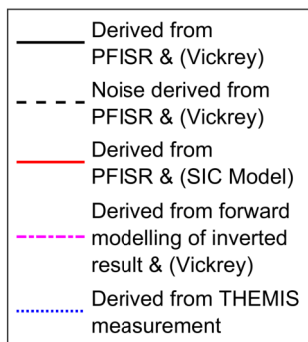 Derived from
PFISR & (Vickrey)
Noise derived from
PFISR & (Vickrey)
Derived from
PFISR & (SIC Model)
Derived from forward
modelling of inverted
result & (Vickrey)
Derived from THEMIS
measurement